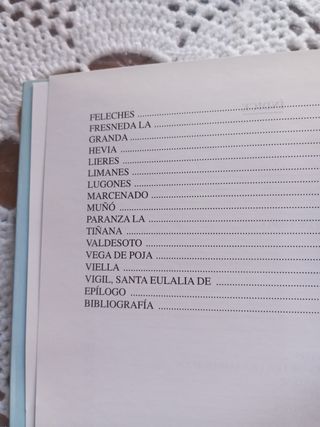 FELECHES
FRESNEDA LA
GRANDA
HEVIA
LIERES
LIMANES
LUGONES
MARCENADO
MUÑÓ
PARANZA LA
TIÑANA
VALDESOTO
VEGA DE POJA
VIELLA
VIGIL, SANTA EULALIA DE
EPÍLOGO
BIBLIOGRAFÍA